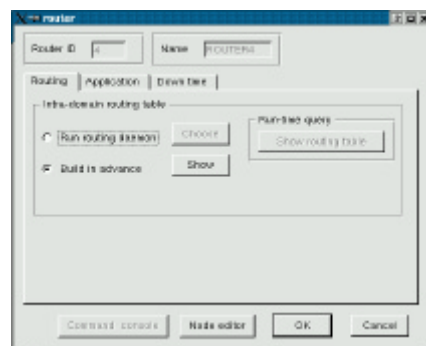 router
Router ID 4 Name ROUTER4
Routing Application Down time
Intra-domain routing table
Run routing daemon Choose
Build in advance Show
Run-time query
Show routing table
Command console Node editor OK Cancel